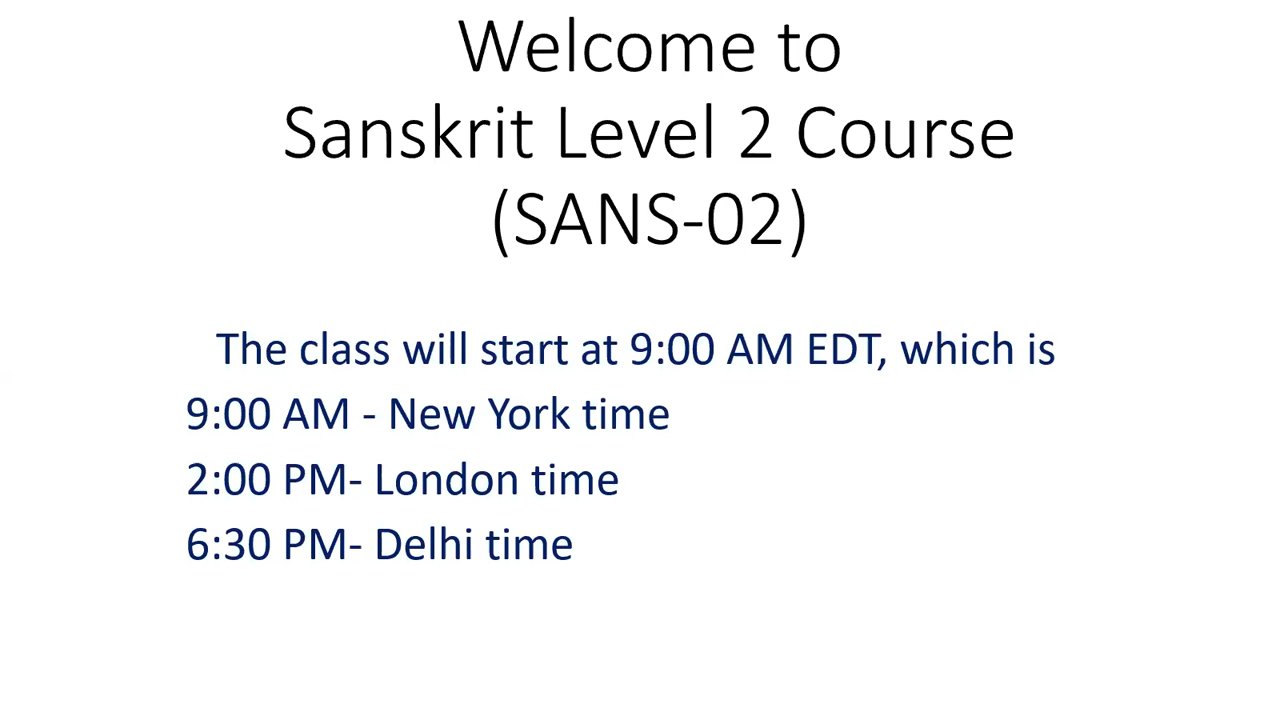 Welcome to
Sanskrit Level 2 Course
(SANS-02)
The class will start at 9:00 AM EDT, which is
9:00 AM - New York time
2:00 PM- London time
6:30 PM- Delhi time